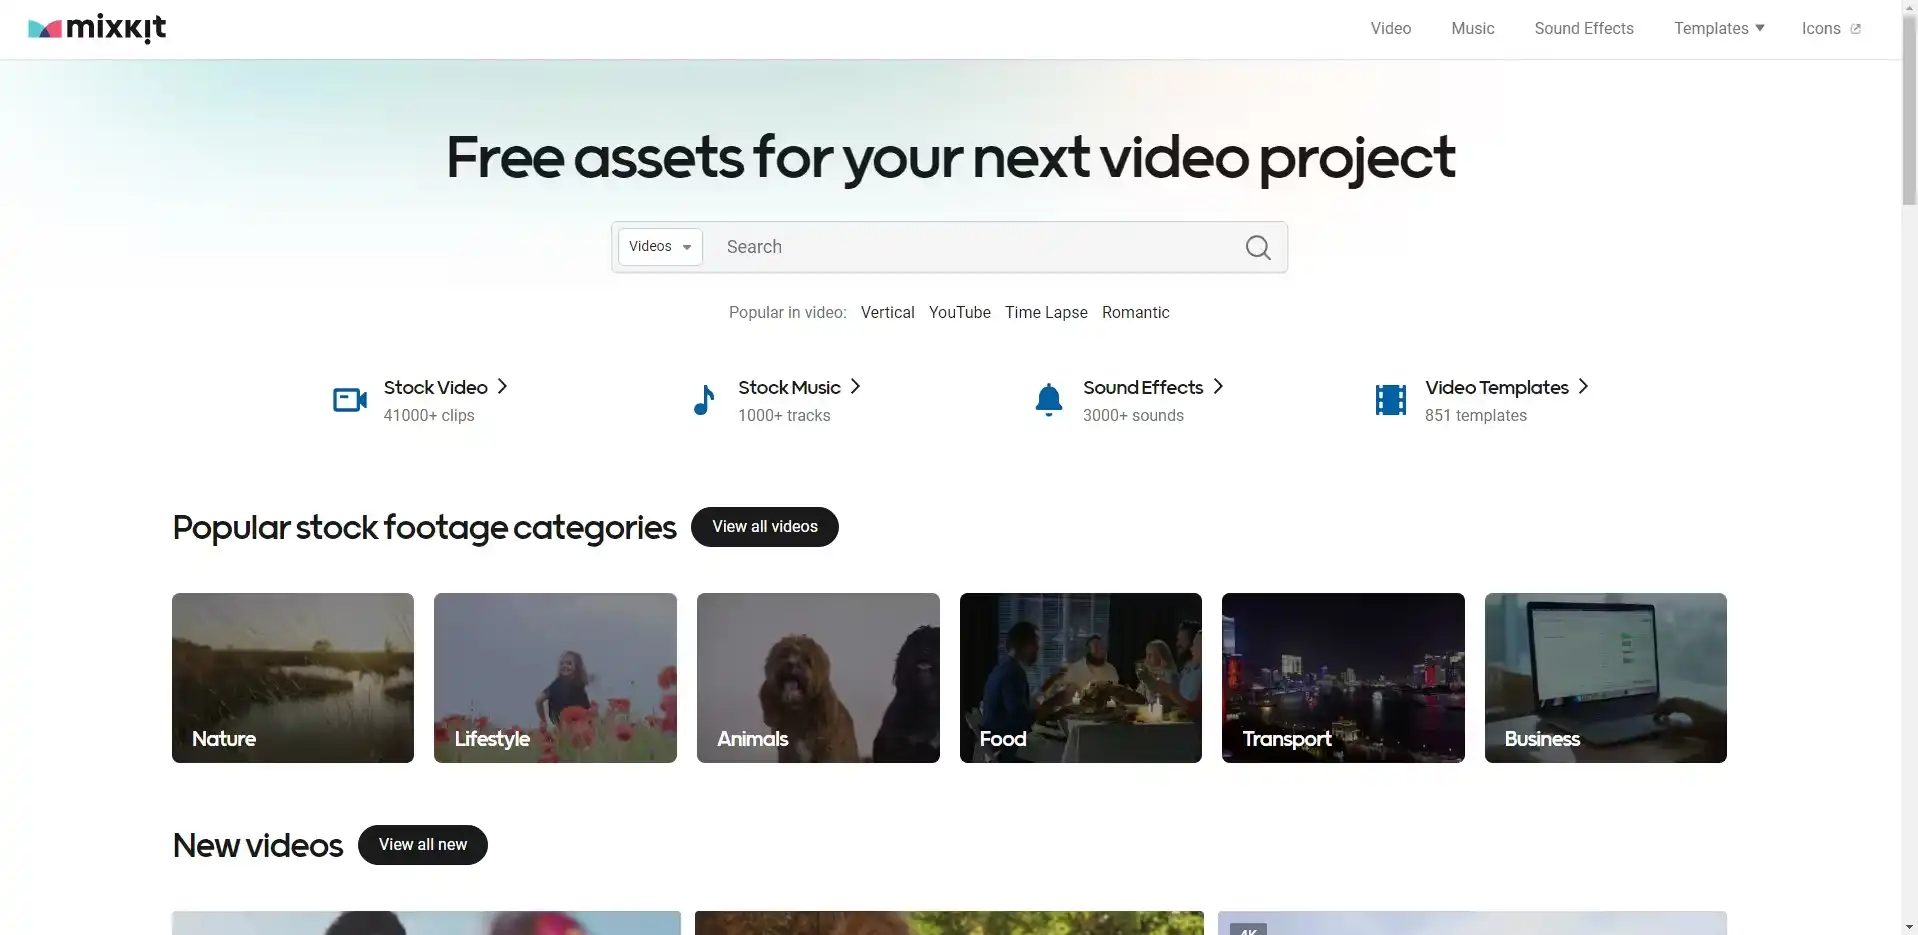 mixkit
Video Music Sound Effects Templates Icons
Free assets for your next video project
Videos Search
Popular in video: Vertical YouTube Time Lapse Romantic
Stock Video
41000+ clips
Stock Music
1000+ tracks
Sound Effects
3000+ sounds
Video Templates
851 templates
Popular stock footage categories View all videos
Nature
Lifestyle
Animals
Food
Transport
Business
New videos View all new
4K